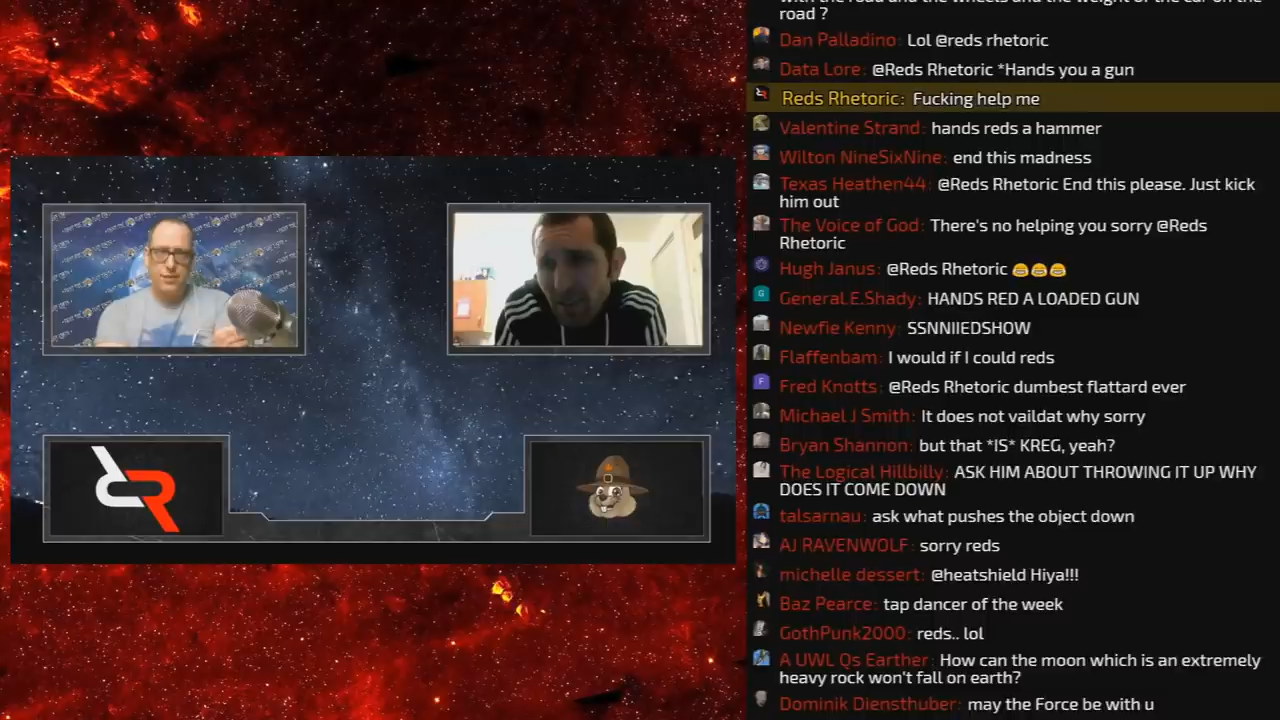 road ?
Dan Palladino: Lol @reds rhetoric
Data Lore: @Reds Rhetoric *Hands you a gun
Reds Rhetoric: Fucking help me
Valentine Strand: hands reds a hammer
Wilton NineSixNine: end this madness
Texas Heathen44: @Reds Rhetoric End this please. Just kick
him out
The Voice of God: There's no helping you sorry @Reds
Rhetoric
Hugh Janus: @Reds Rhetoric 😂😂😂
General.E.Shady: HANDS RED A LOADED GUN
Newfie Kenny: SSNNIIEDSHOW
Flaffenbam: I would if I could reds
Fred Knotts: @Reds Rhetoric dumbest flattard ever
Michael J Smith: It does not vaildat why sorry
Bryan Shannon: but that *IS* KREG, yeah?
The Logical Hillbilly: ASK HIM ABOUT THROWING IT UP WHY
DOES IT COME DOWN
talsarnau: ask what pushes the object down
AJ RAVENWOLF: sorry reds
michelle dessert: @heatshield Hiya!!!
Baz Pearce: tap dancer of the week
GothPunk2000: reds.. lol
A UWL Qs Earther: How can the moon which is an extremely
heavy rock won't fall on earth?
Dominik Diensthuber: may the Force be with u